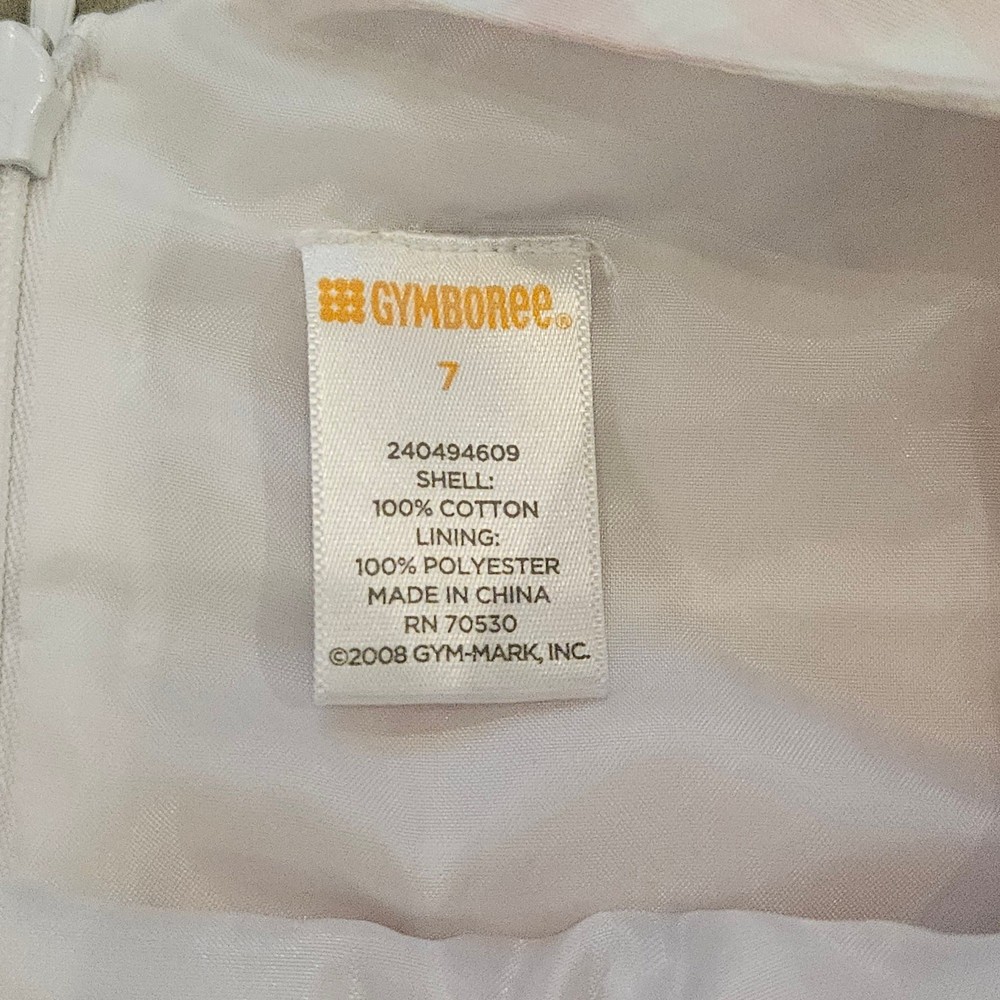 GYMBOREE®
7
240494609
SHELL:
100% COTTON
LINING:
100% POLYESTER
MADE IN CHINA
RN 70530
©2008 GYM-MARK, INC.